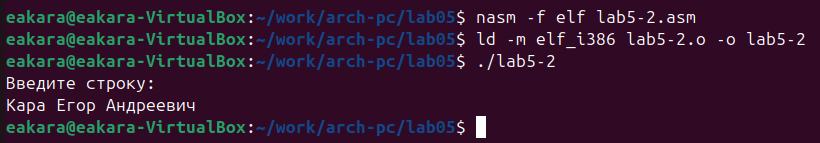 eakara@eakara-VirtualBox:~/work/arch-pc/lab05$ nasm -f elf lab5-2.asm
eakara@eakara-VirtualBox:~/work/arch-pc/lab05$ ld -m elf_i386 lab5-2.o -o lab5-2
eakara@eakara-VirtualBox:~/work/arch-pc/lab05$ ./lab5-2
Введите строку:
Кара Егор Андреевич
eakara@eakara-VirtualBox:~/work/arch-pc/lab05$